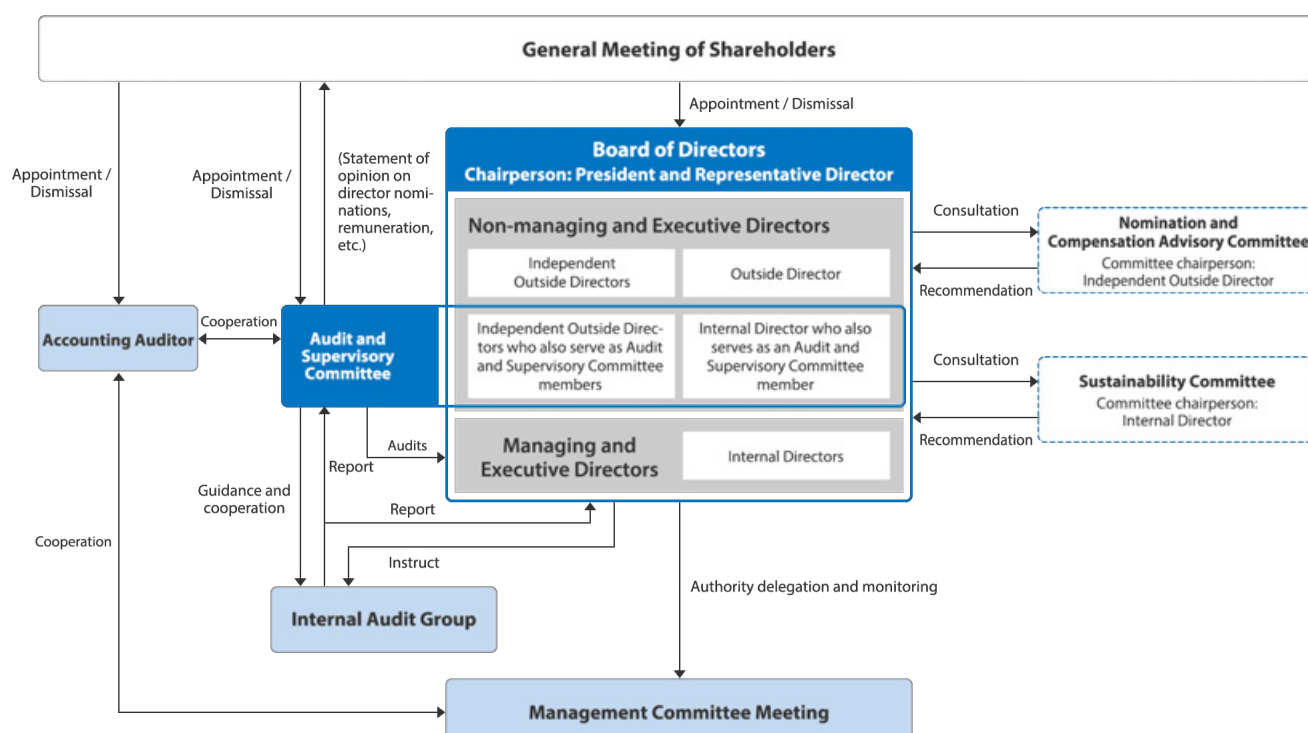 General Meeting of Shareholders
Appointment / Dismissal
Appointment /
Dismissal
Appointment /
Dismissal
(Statement of
opinion on
director nomi-
nations,
remuneration,
etc.)
Board of Directors
Chairperson: President and Representative Director
Non-managing and Executive Directors
Independent
Outside Directors
Outside Director
Consultation
Recommendation
Nomination and
Compensation Advisory Committee
Committee chairperson:
Independent Outside Director
Accounting Auditor
Cooperation
Audit and
Supervisory
Committee
Independent Outside Direc-
tors who also serve as Audit
and Supervisory Committee
members
Internal Director who also
serves as an Audit and
Supervisory Committee
member
Consultation
Recommendation
Sustainability Committee
Committee chairperson:
Internal Director
Audits
Managing and
Executive Directors
Internal Directors
Report
Guidance and
cooperation
Report
Cooperation
Instruct
Authority delegation and monitoring
Internal Audit Group
Management Committee Meeting